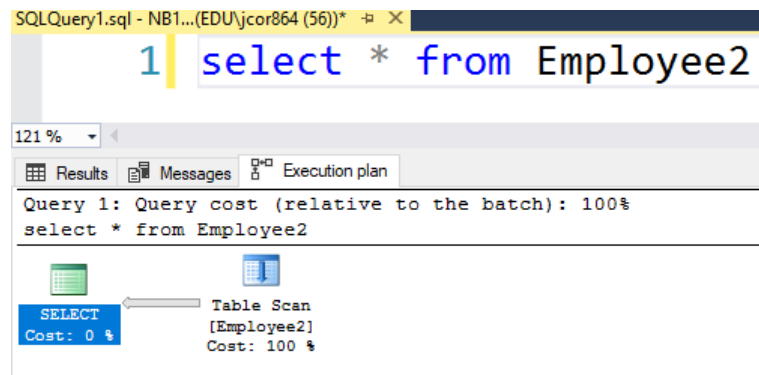 SQLQuery1.sql - NB1...(EDU\jcor864 (56))*
1 select * from Employee2
121 %
Results Messages Execution plan
Query 1: Query cost (relative to the batch): 100%
select * from Employee2
SELECT
Cost: 0 %
Table Scan
[Employee2]
Cost: 100 %